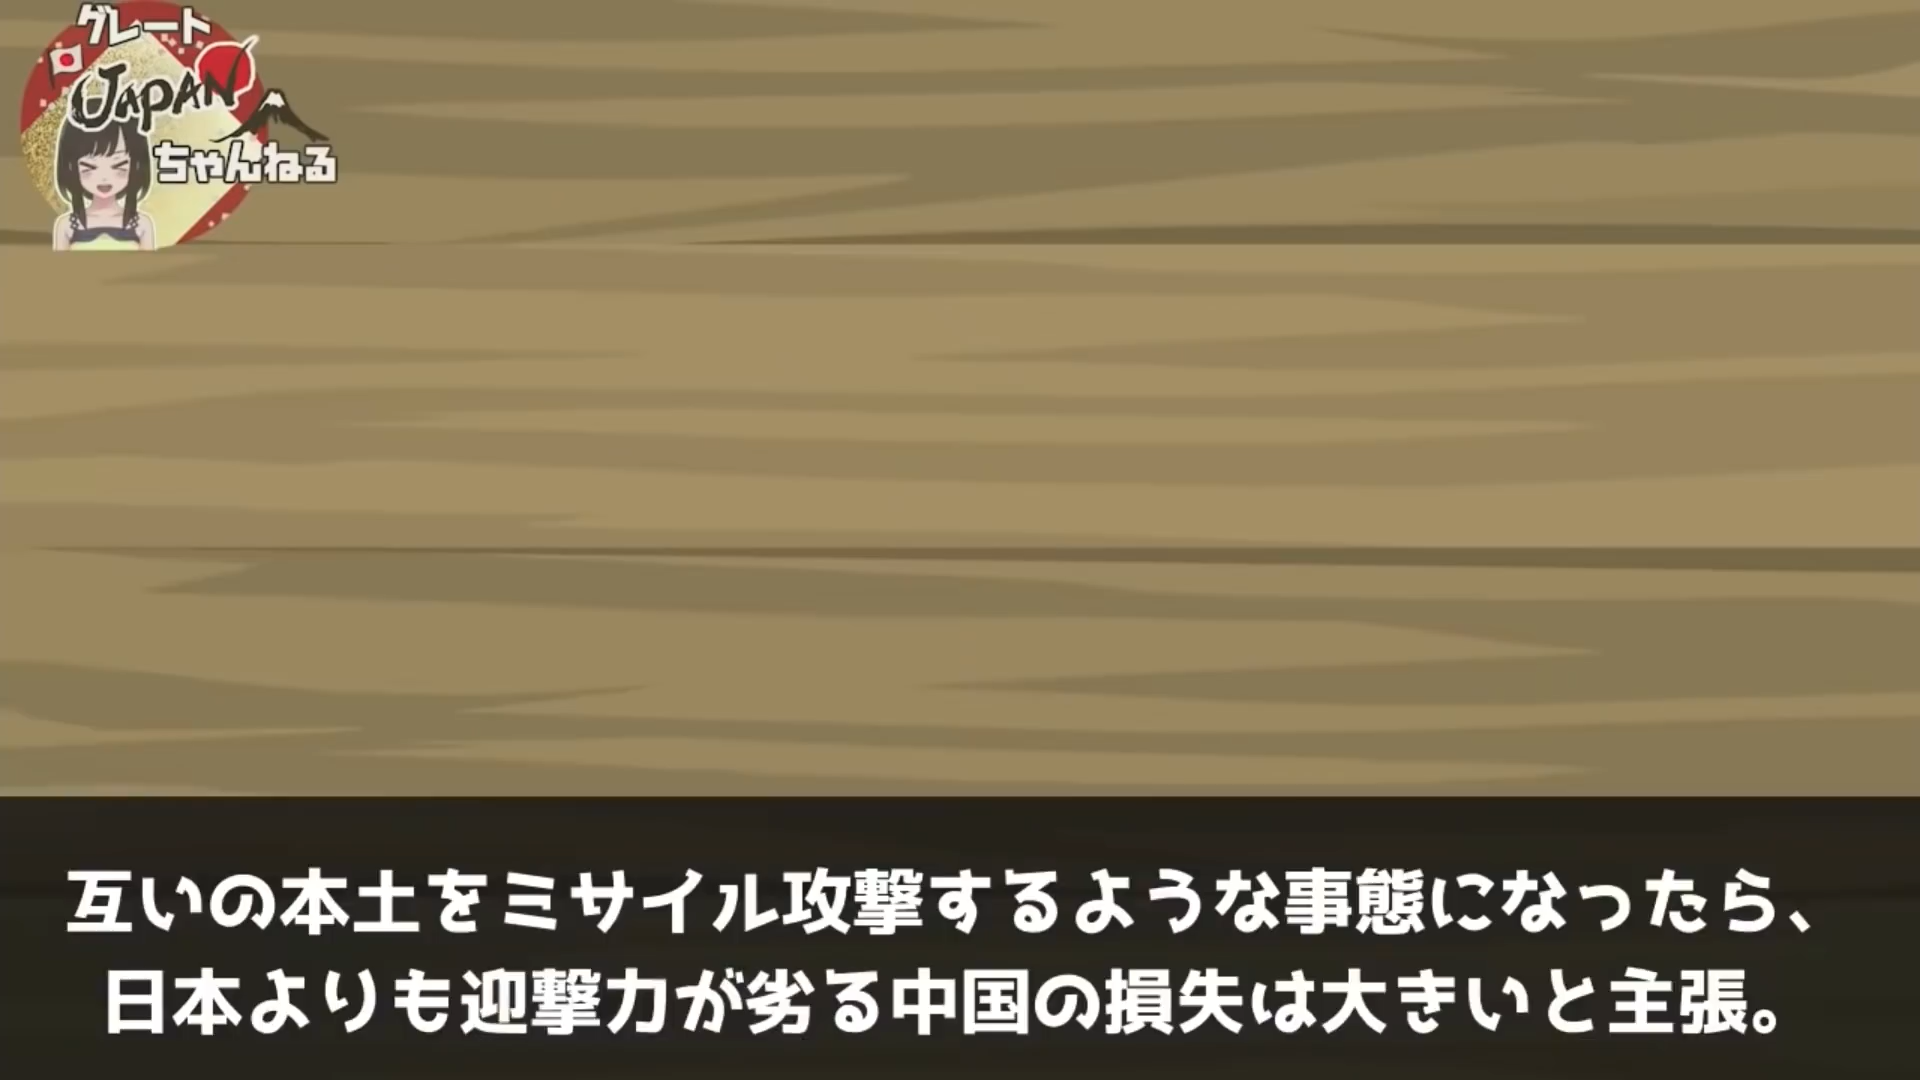 グレート
JAPAN
ちゃんねる
互いの本土をミサイル攻撃するような事態になったら、
日本よりも迎撃力が劣る中国の損失は大きいと主張。